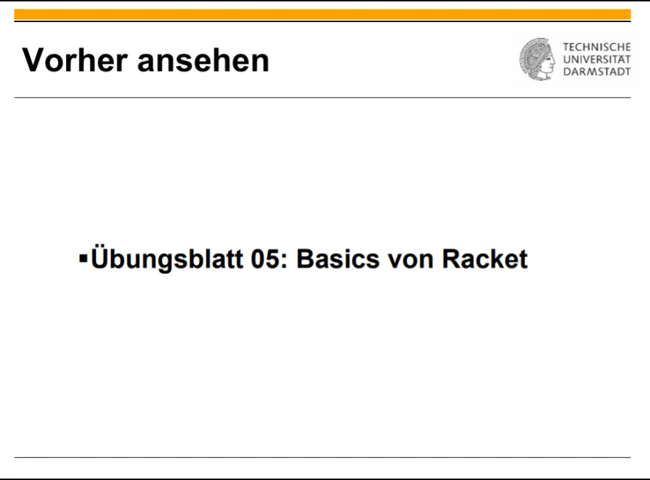 Vorher ansehen
TECHNISCHE
UNIVERSITÄT
DARMSTADT
▪Übungsblatt 05: Basics von Racket